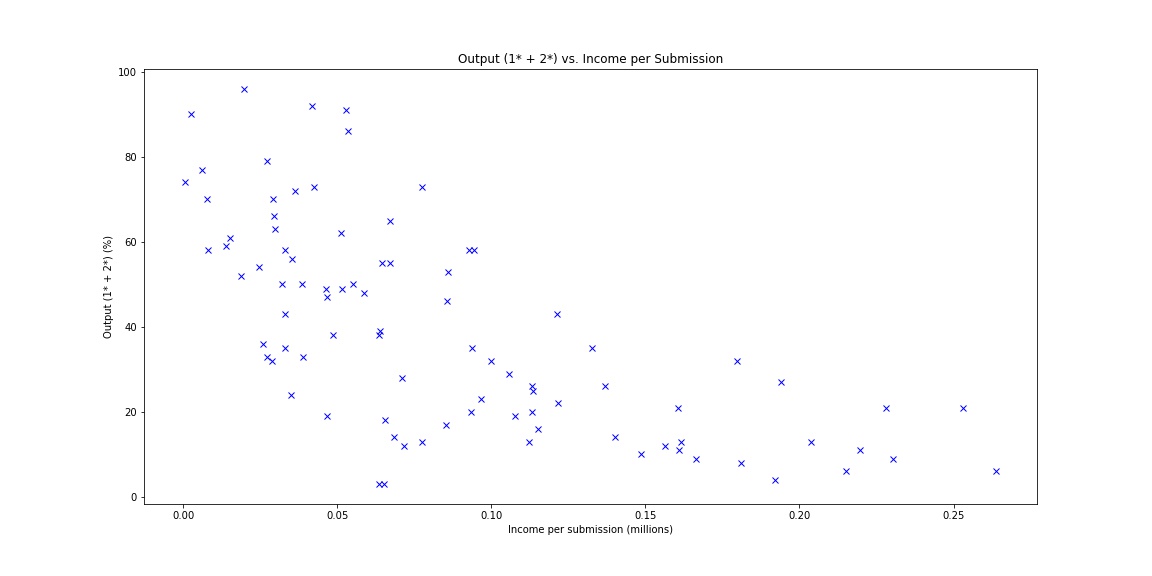 Output (1* + 2*) vs. Income per Submission
100
80
60
40
20
0
Output (1* + 2*) (%)
0.00 0.05 0.10 0.15 0.20 0.25
Income per submission (millions)